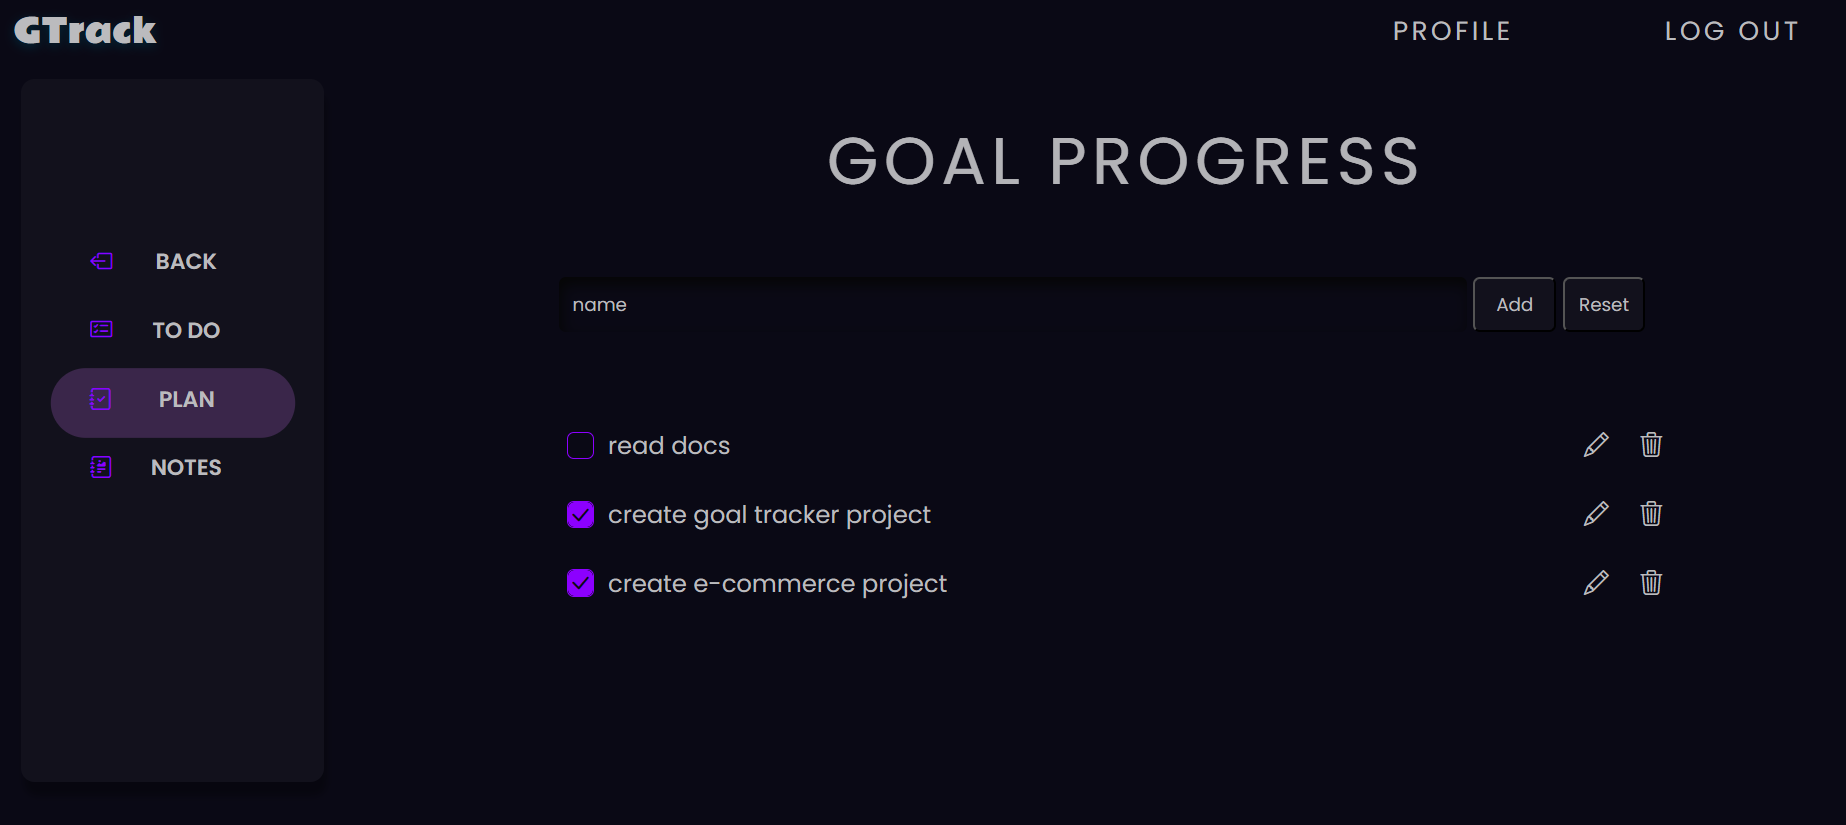 GTrack
PROFILE
LOG OUT
BACK
TO DO
PLAN
NOTES
GOAL PROGRESS
name
Add
Reset
read docs
create goal tracker project
create e-commerce project